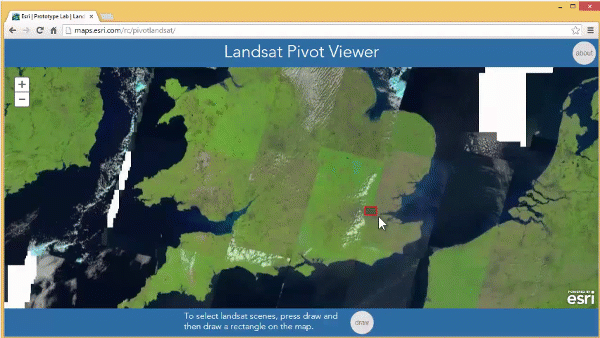 Esri | Prototype Lab | Land
maps.esri.com/rc/pivotlandsat/
Landsat Pivot Viewer
about
+
−
POWERED BY
esri
To select landsat scenes, press draw and
then draw a rectangle on the map.
draw